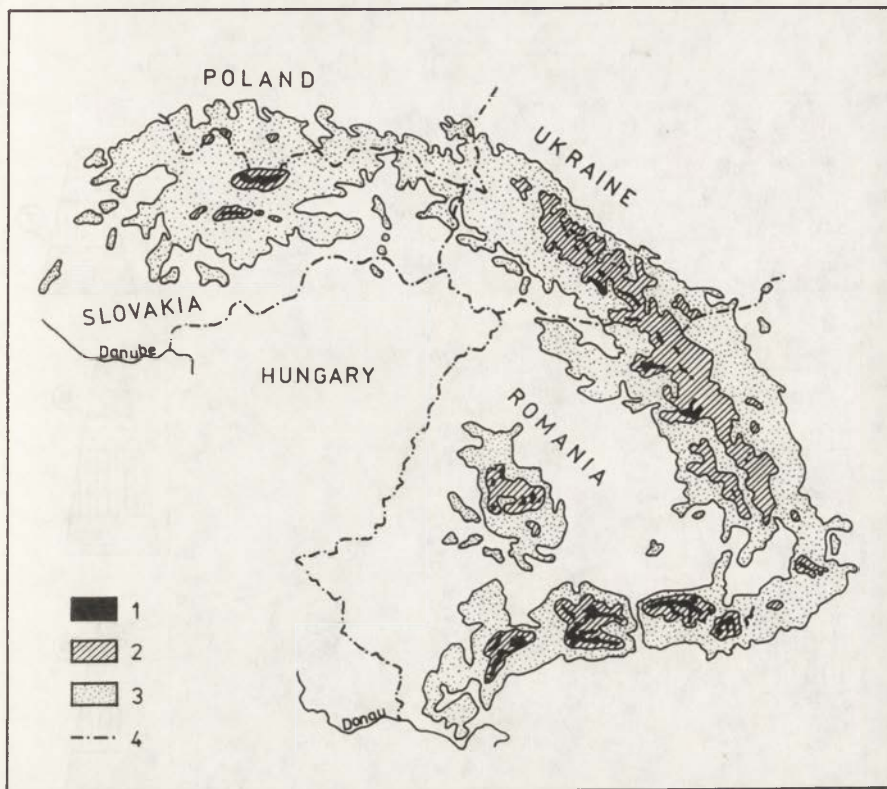 POLAND
UKRAINE
SLOVAKIA
Danube
HUNGARY
ROMANIA
1
2
3
4
Donau